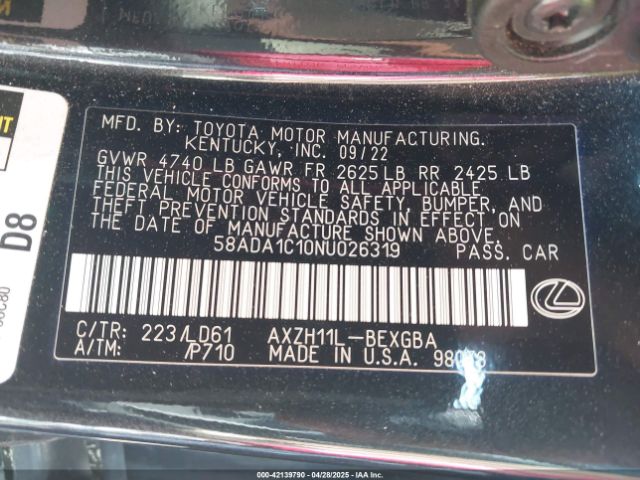 MFD. BY: TOYOTA MOTOR MANUFACTURING.
KENTUCKY, INC. 09/22
GVWR 4740 LB GAWR FR 2625 LB RR 2425 LB
THIS VEHICLE CONFORMS TO ALL APPLICABLE
FEDERAL MOTOR VEHICLE SAFETY, BUMPER, AND
THEFT PREVENTION STANDARDS IN EFFECT ON
THE DATE OF MANUFACTURE SHOWN ABOVE.
58ADA1C10NU026319 PASS. CAR
C/TR: 223/LD61 AXZH11L-BEXGBA
A/TM: /P710 MADE IN U.S.A.
D8
000-42139790 04/28/2025 IAAI.com